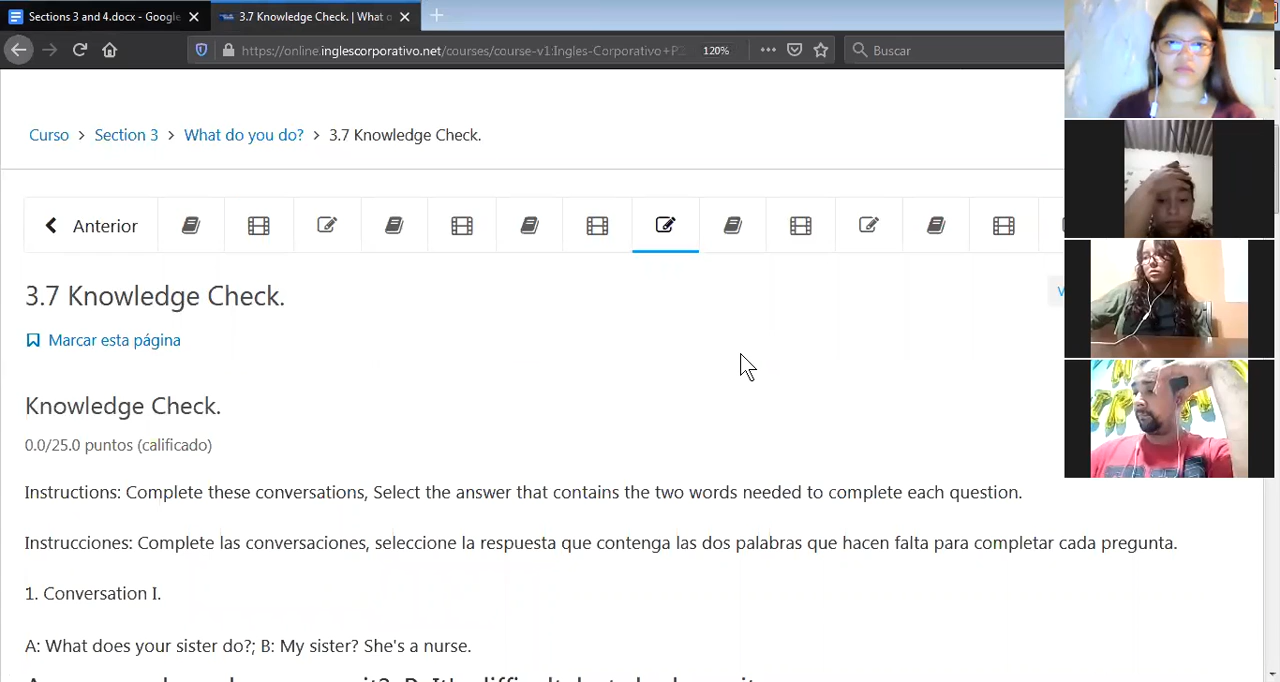 Sections 3 and 4.docx - Google
3.7 Knowledge Check. | What
https://online.inglescorporativo.net/courses/course-v1:Ingles-Corporativo+P
120%
Buscar
Curso > Section 3 > What do you do? > 3.7 Knowledge Check.
Anterior
3.7 Knowledge Check.
Marcar esta página
Knowledge Check.
0.0/25.0 puntos (calificado)
Instructions: Complete these conversations, Select the answer that contains the two words needed to complete each question.
Instrucciones: Complete las conversaciones, seleccione la respuesta que contenga las dos palabras que hacen falta para completar cada pregunta.
1. Conversation I.
A: What does your sister do?; B: My sister? She's a nurse.